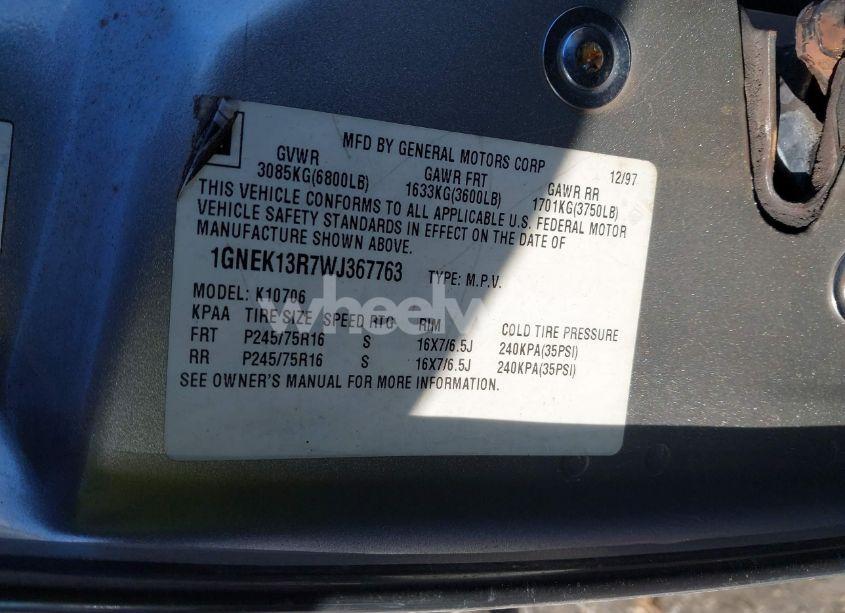 MFD BY GENERAL MOTORS CORP 12/97
GVWR GAWR FRT GAWR RR
3085KG(6800LB) 1633KG(3600LB) 1701KG(3750LB)
THIS VEHICLE CONFORMS TO ALL APPLICABLE U.S. FEDERAL MOTOR
VEHICLE SAFETY STANDARDS IN EFFECT ON THE DATE OF
MANUFACTURE SHOWN ABOVE.
1GNEK13R7WJ367763 TYPE: M.P.V.
MODEL: K10706
KPAA TIRE SIZE SPEED RTG RIM COLD TIRE PRESSURE
FRT P245/75R16 S 16X7/6.5J 240KPA(35PSI)
RR P245/75R16 S 16X7/6.5J 240KPA(35PSI)
SEE OWNER'S MANUAL FOR MORE INFORMATION.